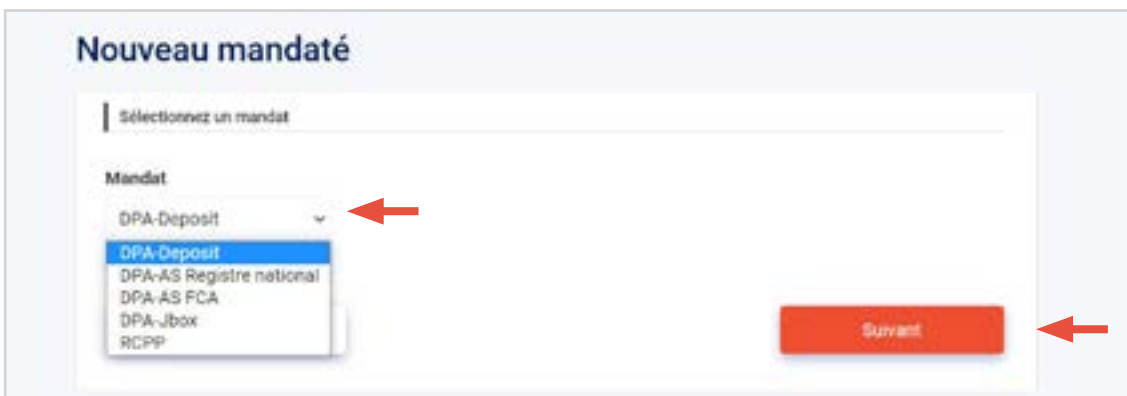 Nouveau mandaté
Sélectionnez un mandat
Mandat
DPA-Deposit
DPA-Deposit
DPA-AS Registre national
DPA-AS FCA
DPA-Jbox
RCPP
Suivant